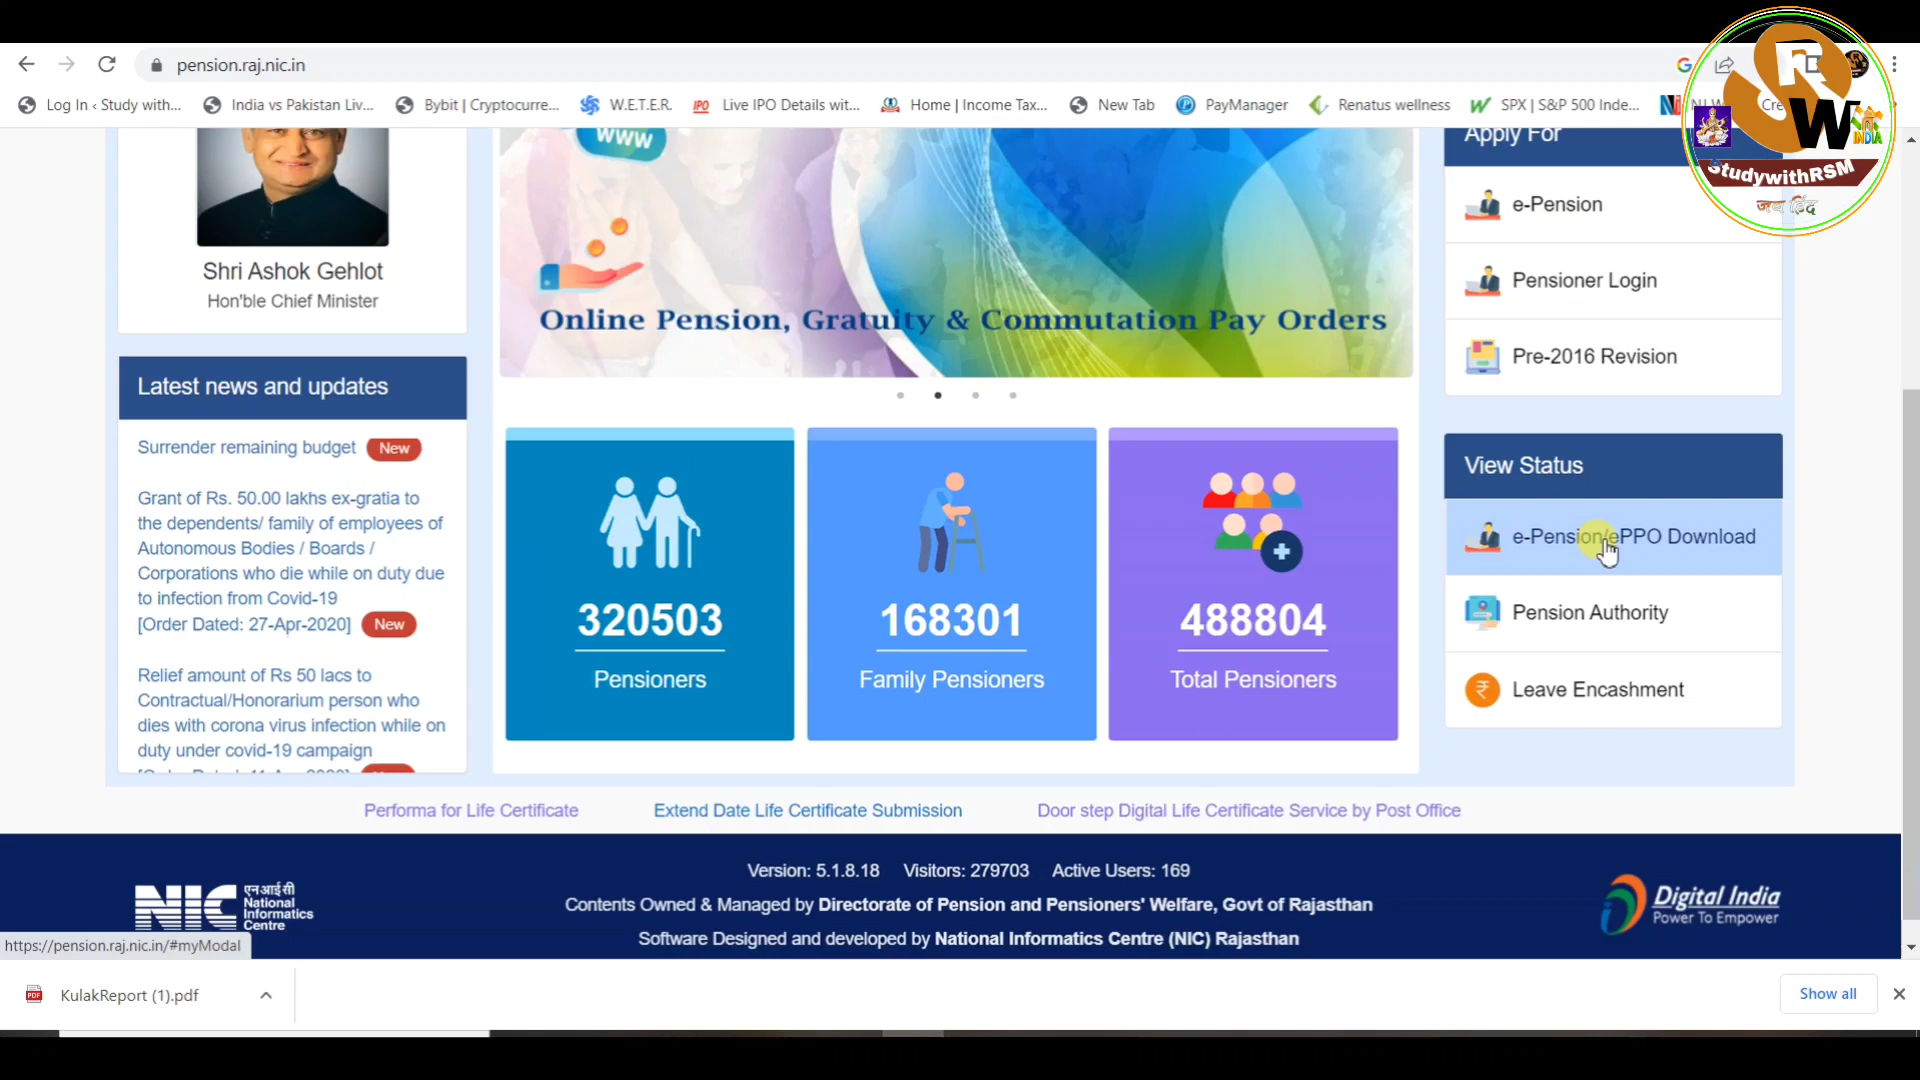 pension.raj.nic.in
Log In ‹ Study with...
India vs Pakistan Liv...
Bybit | Cryptocurre...
W.E.T.E.R.
IPO
Live IPO Details wit...
Home | Income Tax...
New Tab
PayManager
Renatus wellness
SPX | S&P 500 Inde...
R
W
INDIA
StudywithRSM
जय हिंद
Shri Ashok Gehlot
Hon'ble Chief Minister
Latest news and updates
Surrender remaining budget New
Grant of Rs. 50.00 lakhs ex-gratia to
the dependents/ family of employees of
Autonomous Bodies / Boards /
Corporations who die while on duty due
to infection from Covid-19
[Order Dated: 27-Apr-2020] New
Relief amount of Rs 50 lacs to
Contractual/Honorarium person who
dies with corona virus infection while on
duty under covid-19 campaign
www
Online Pension, Gratuity & Commutation Pay Orders
320503
Pensioners
168301
Family Pensioners
488804
Total Pensioners
Apply For
e-Pension
Pensioner Login
Pre-2016 Revision
View Status
e-Pension/ePPO Download
Pension Authority
Leave Encashment
Performa for Life Certificate
Extend Date Life Certificate Submission
Door step Digital Life Certificate Service by Post Office
NIC
एन आई सी
National
Informatics
Centre
Version: 5.1.8.18 Visitors: 279703 Active Users: 169
Contents Owned & Managed by Directorate of Pension and Pensioners' Welfare, Govt of Rajasthan
Software Designed and developed by National Informatics Centre (NIC) Rajasthan
Digital India
Power To Empower
https://pension.raj.nic.in/#myModal
PDF
KulakReport (1).pdf
Show all